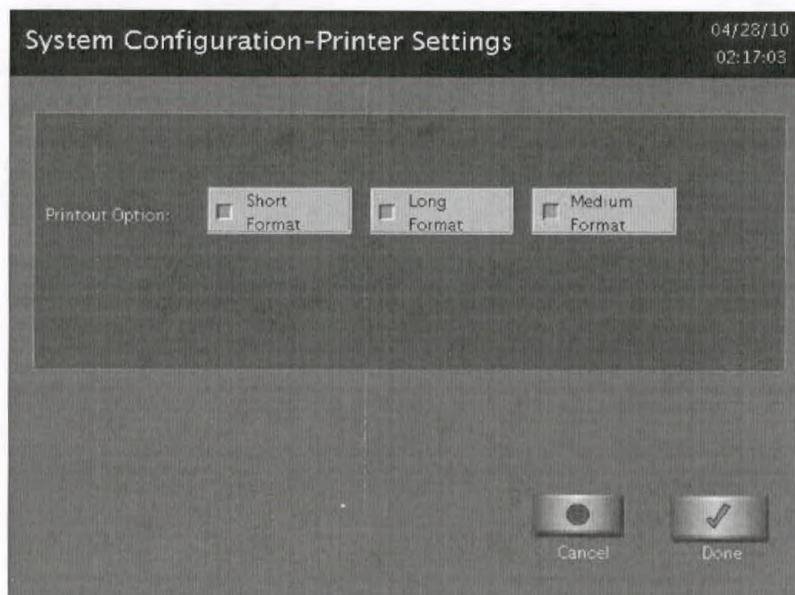 System Configuration-Printer Settings
04/28/10
02:17:03
Printout Option:
Short
Format
Long
Format
Medium
Format
Cancel
Done